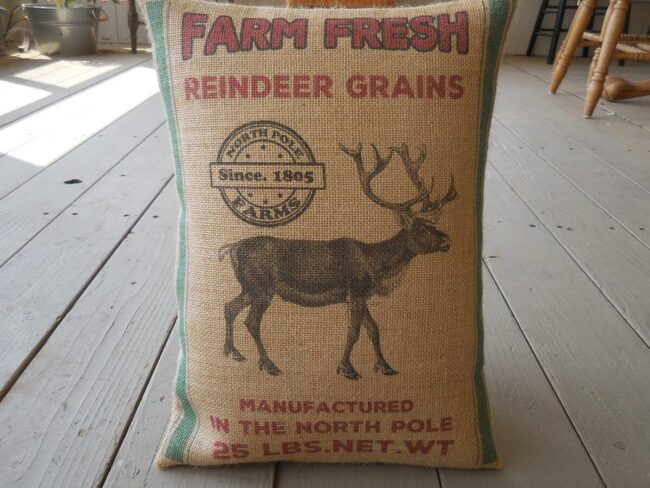 FARM FRESH
REINDEER GRAINS
NORTH POLE
Since. 1805
FARMS
MANUFACTURED
IN THE NORTH POLE
25 LBS.NET.WT